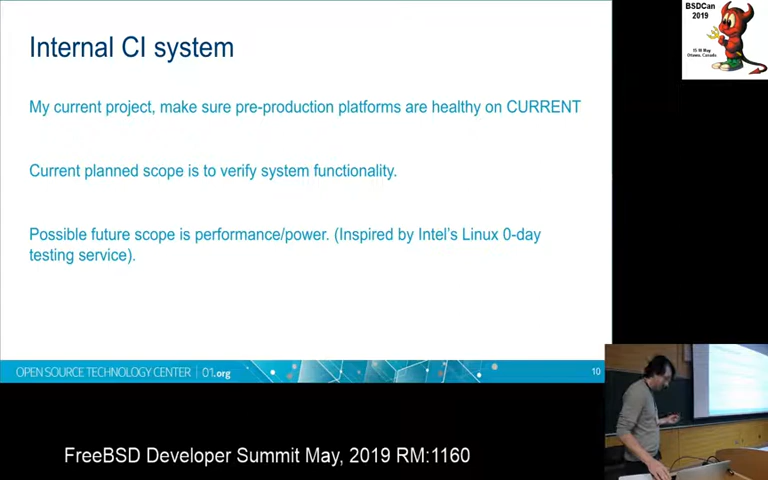 Internal CI system
My current project, make sure pre-production platforms are healthy on CURRENT
Current planned scope is to verify system functionality.
Possible future scope is performance/power. (Inspired by Intel's Linux 0-day
testing service).
OPEN SOURCE TECHNOLOGY CENTER | 01.org
10
BSDCan
2019
15-18 May
Ottawa, Canada
FreeBSD Developer Summit May, 2019 RM:1160